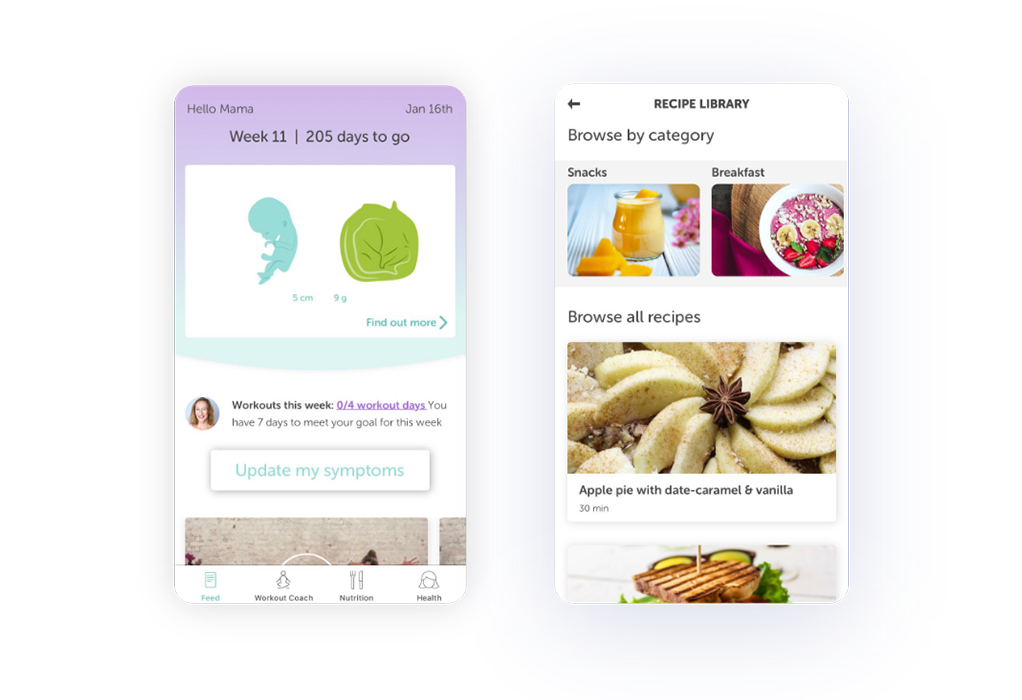 Hello Mama
Jan 16th
Week 11 | 205 days to go
5 cm
9 g
Find out more
Workouts this week: 0/4 workout days You
have 7 days to meet your goal for this week
Update my symptoms
Feed
Workout Coach
Nutrition
Health
RECIPE LIBRARY
Browse by category
Snacks
Breakfast
Browse all recipes
Apple pie with date-caramel & vanilla
30 min